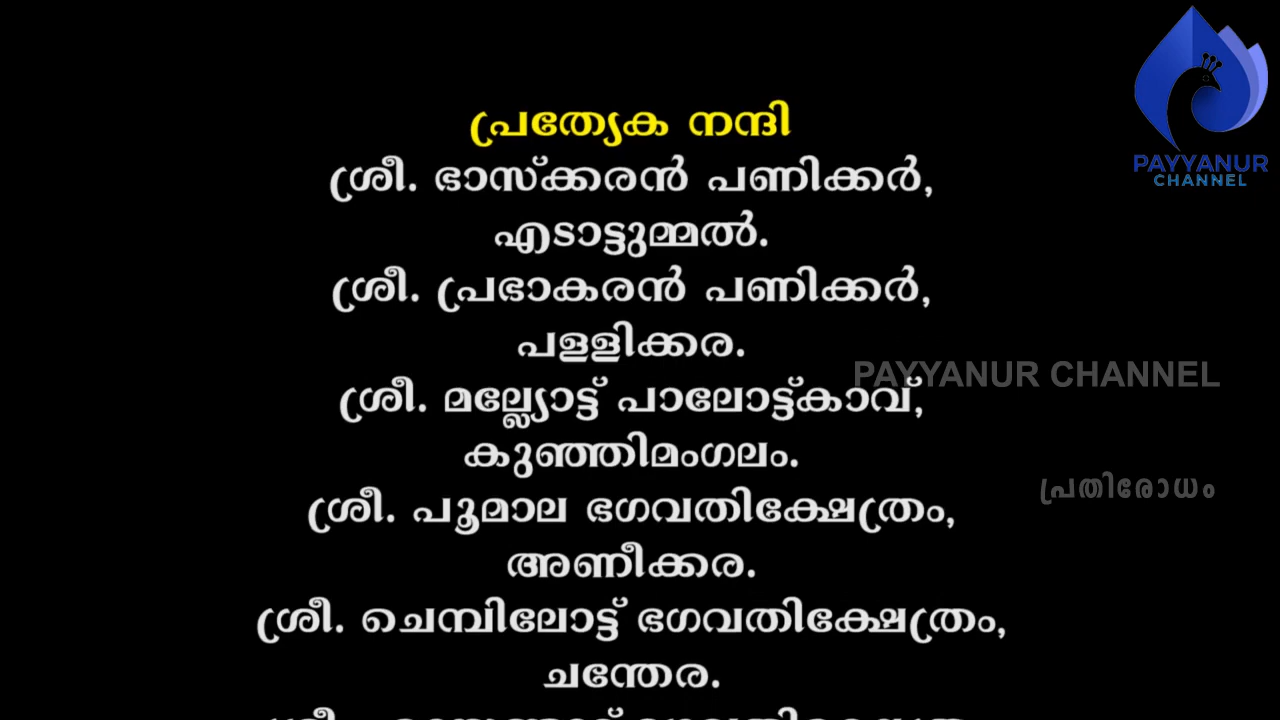 പ്രത്യേക നന്ദി
ശ്രീ. ഭാസ്ക്കരൻ പണിക്കർ,
എടാട്ടുമ്മൽ.
ശ്രീ. പ്രഭാകരൻ പണിക്കർ,
പള്ളിക്കര.
ശ്രീ. മല്ല്യോട്ട് പാലോട്ട്കാവ്,
കുഞ്ഞിമംഗലം.
ശ്രീ. പൂമാല ഭഗവതിക്ഷേത്രം,
അണീക്കര.
ശ്രീ. ചെമ്പിലോട്ട് ഭഗവതിക്ഷേത്രം,
ചന്തേര.
PAYYANUR
CHANNEL
PAYYANUR CHANNEL
പ്രതിരോധം